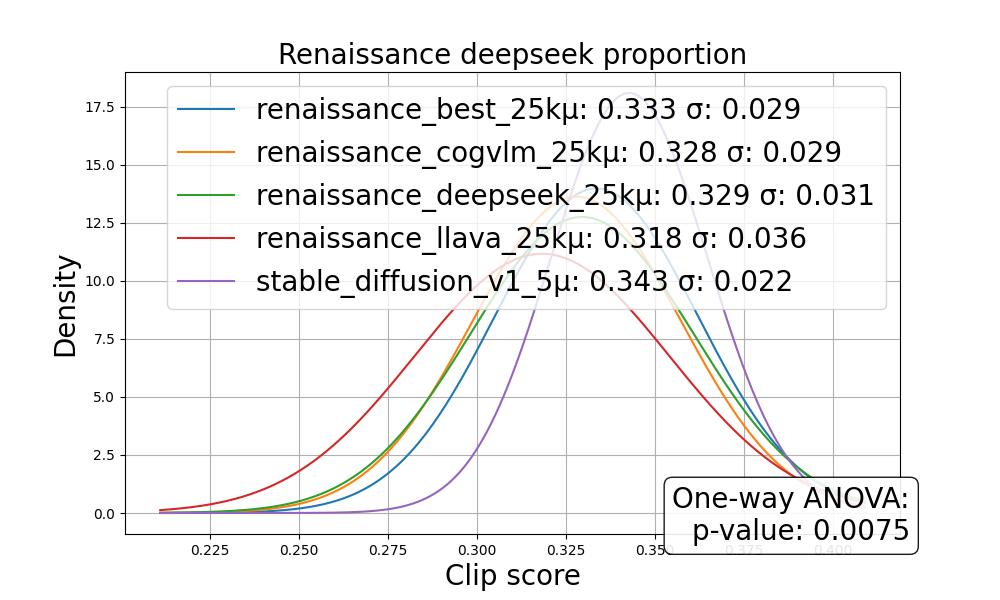 Renaissance deepseek proportion
renaissance_best_25kμ: 0.333 σ: 0.029
renaissance_cogvlm_25kμ: 0.328 σ: 0.029
renaissance_deepseek_25kμ: 0.329 σ: 0.031
renaissance_llava_25kμ: 0.318 σ: 0.036
stable_diffusion_v1_5μ: 0.343 σ: 0.022
Density
17.5
15.0
12.5
10.0
7.5
5.0
2.5
0.0
One-way ANOVA:
p-value: 0.0075
0.225 0.250 0.275 0.300 0.325 0.350 0.375 0.400
Clip score